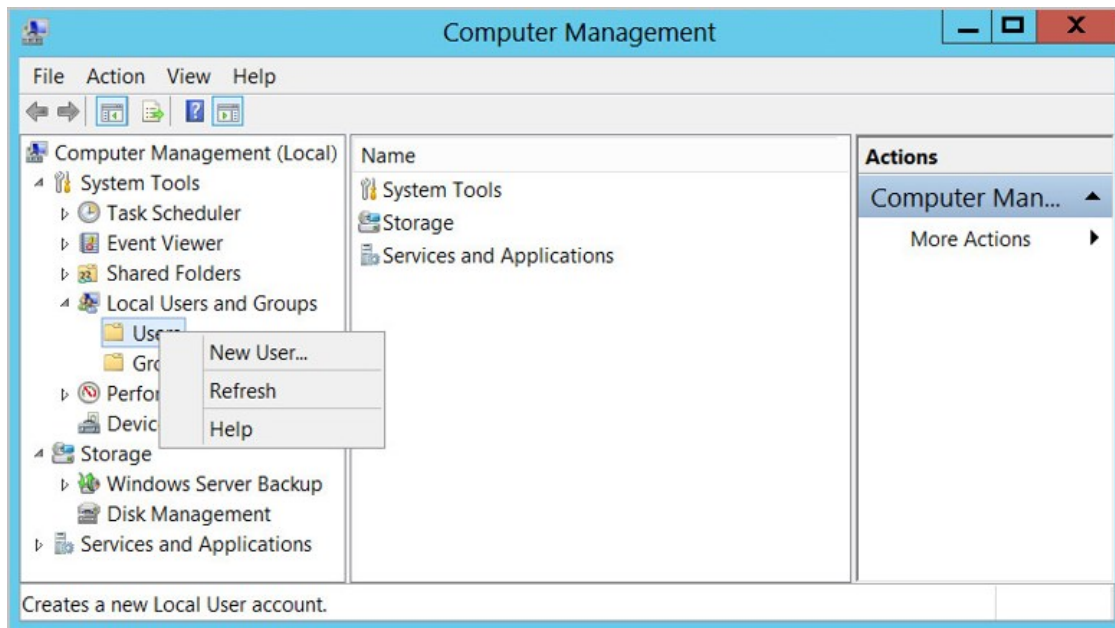 Computer Management
File Action View Help
Computer Management (Local)
System Tools
Task Scheduler
Event Viewer
Shared Folders
Local Users and Groups
Users
Storage
Windows Server Backup
Disk Management
Services and Applications
New User...
Refresh
Help
Name
System Tools
Storage
Services and Applications
Actions
Computer Man...
More Actions
Creates a new Local User account.